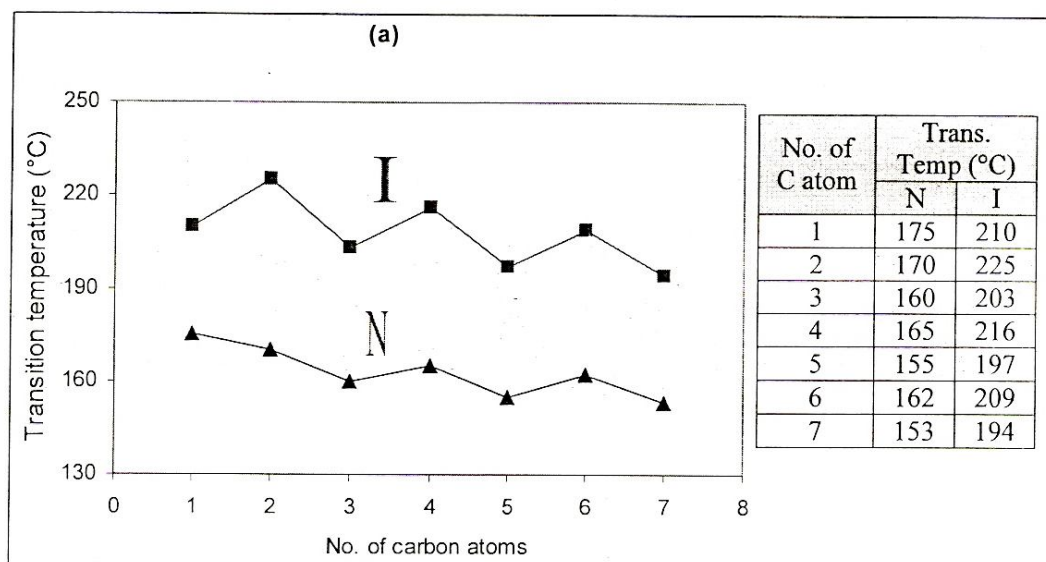 (a)
250
220
190
160
130
Transition temperature (°C)
I
N
0 1 2 3 4 5 6 7 8
No. of carbon atoms
No. of C atom Trans. Temp (°C)
N I
1 175 210
2 170 225
3 160 203
4 165 216
5 155 197
6 162 209
7 153 194